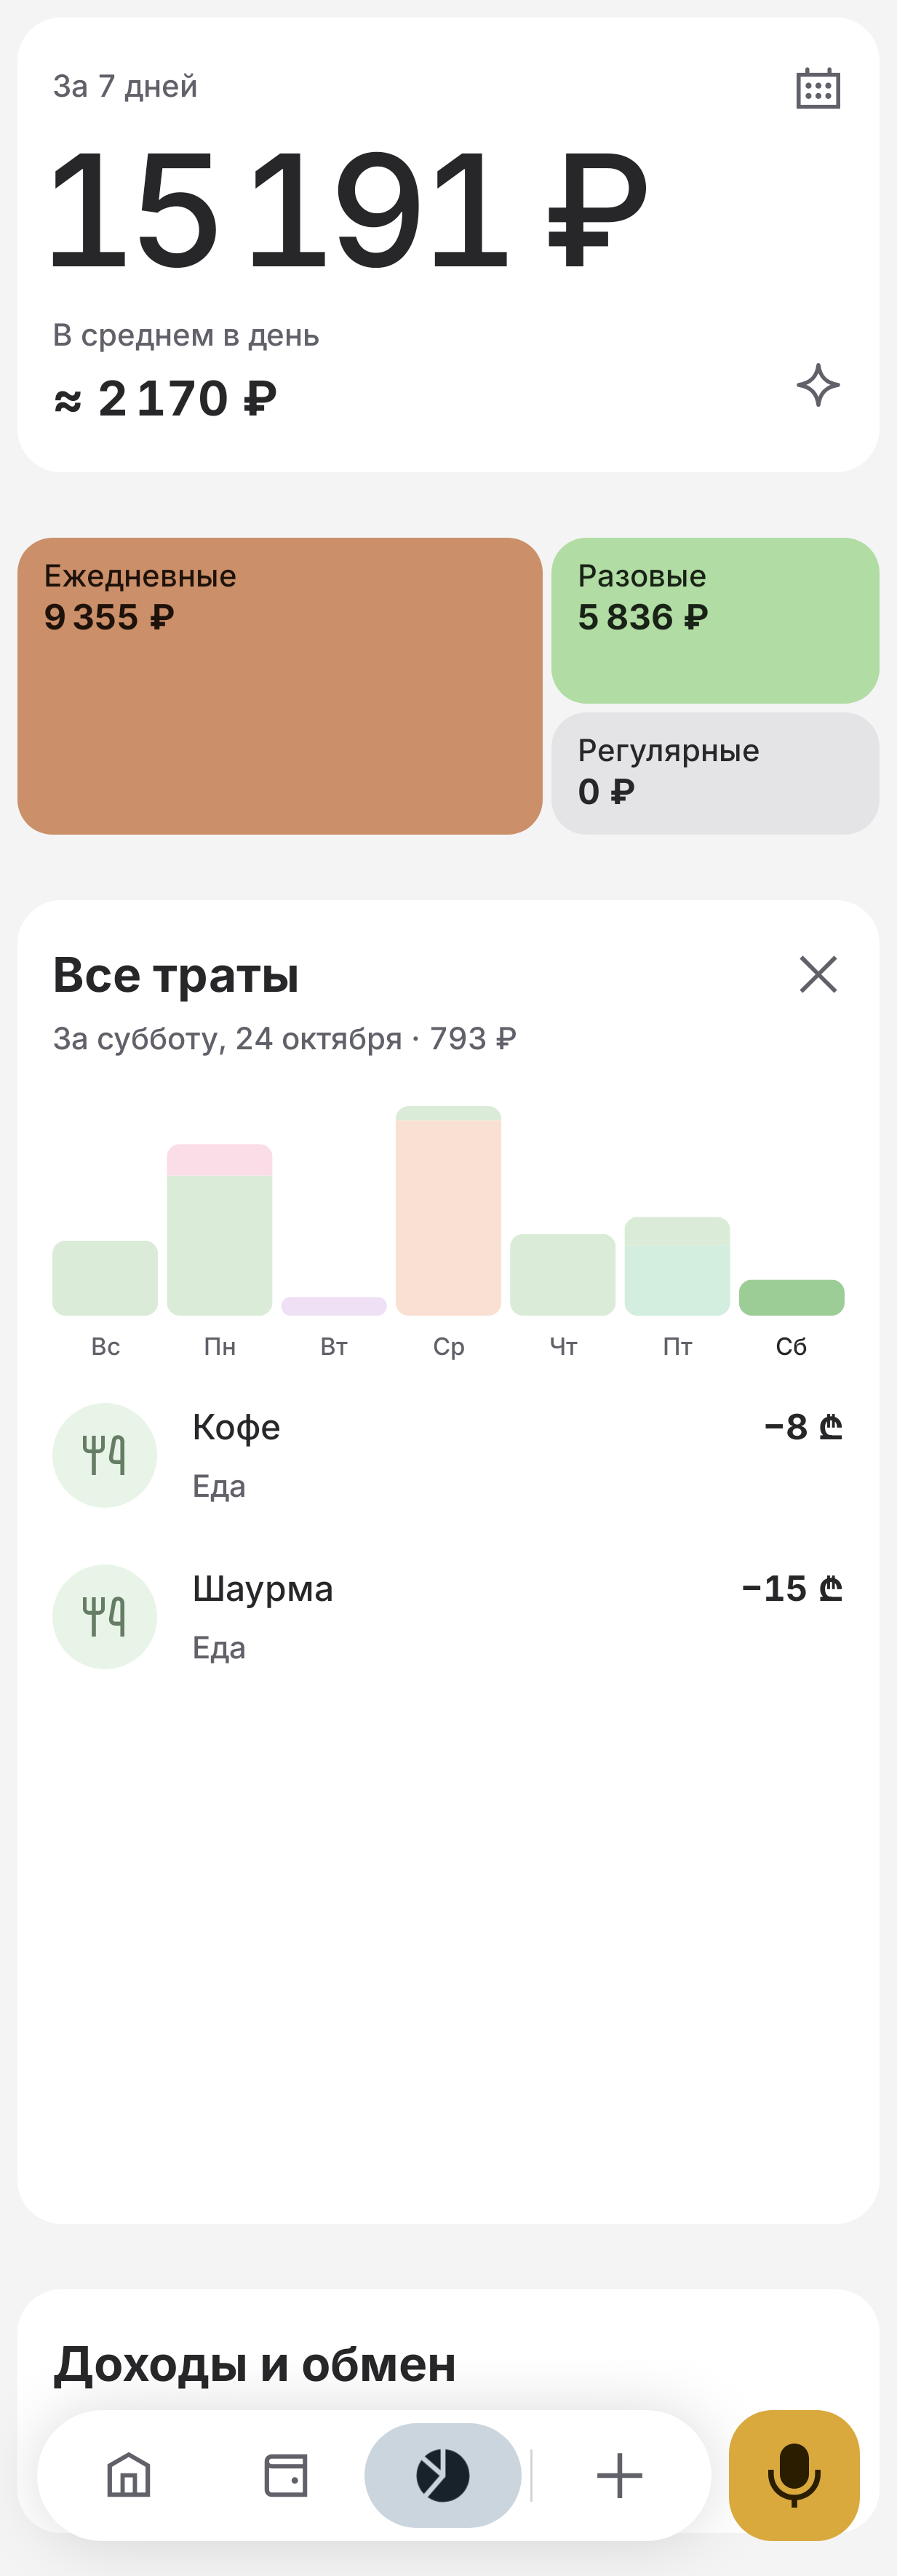 За 7 дней
15 191 ₽
В среднем в день
≈ 2 170 ₽
Ежедневные
9 355 ₽
Разовые
5 836 ₽
Регулярные
0 ₽
Все траты
За субботу, 24 октября · 793 ₽
Вс Пн Вт Ср Чт Пт Сб
Кофе −8 ₾
Еда
Шаурма −15 ₾
Еда
Доходы и обмен